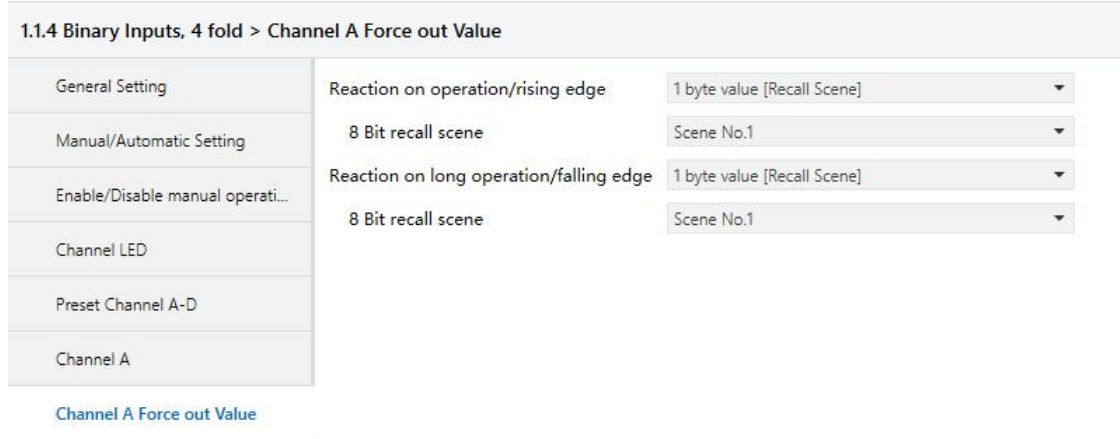 1.1.4 Binary Inputs, 4 fold > Channel A Force out Value
General Setting
Manual/Automatic Setting
Enable/Disable manual operati...
Channel LED
Preset Channel A-D
Channel A
Channel A Force out Value
Reaction on operation/rising edge 1 byte value [Recall Scene]
8 Bit recall scene Scene No.1
Reaction on long operation/falling edge 1 byte value [Recall Scene]
8 Bit recall scene Scene No.1